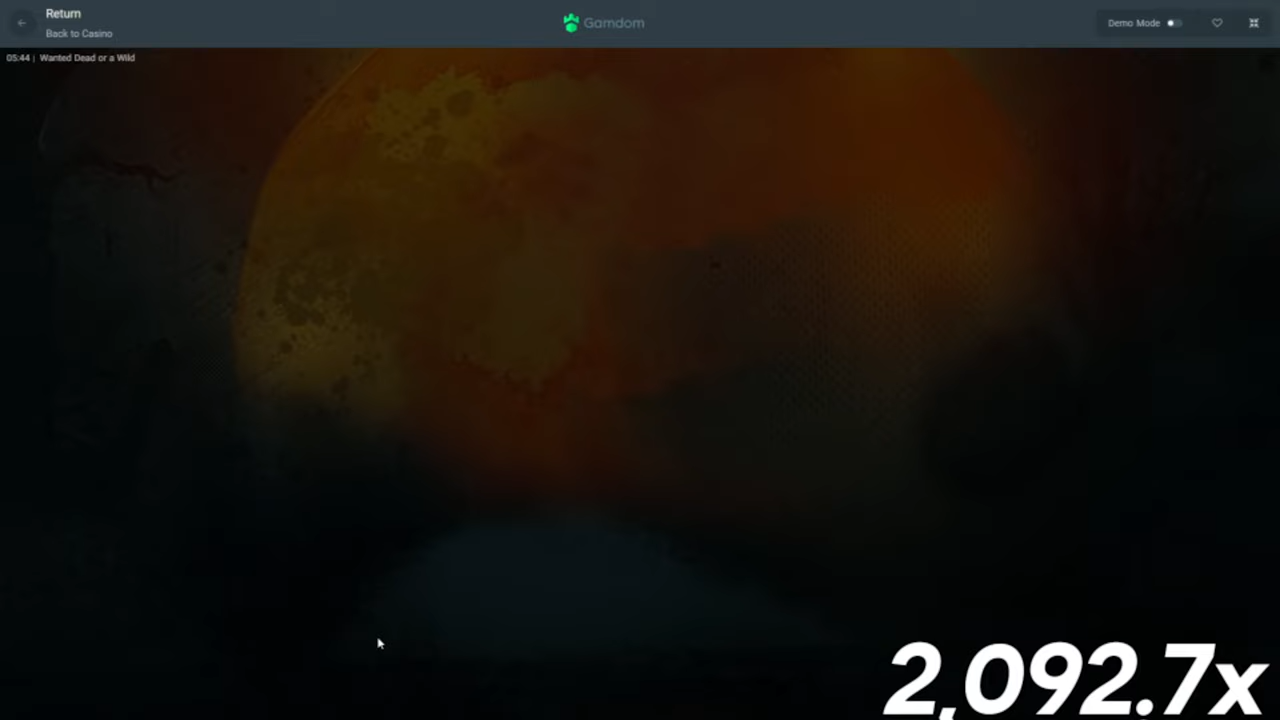 Return
Back to Casino
Gamdom
Demo Mode
05:44 | Wanted Dead or a Wild
2,092.7x